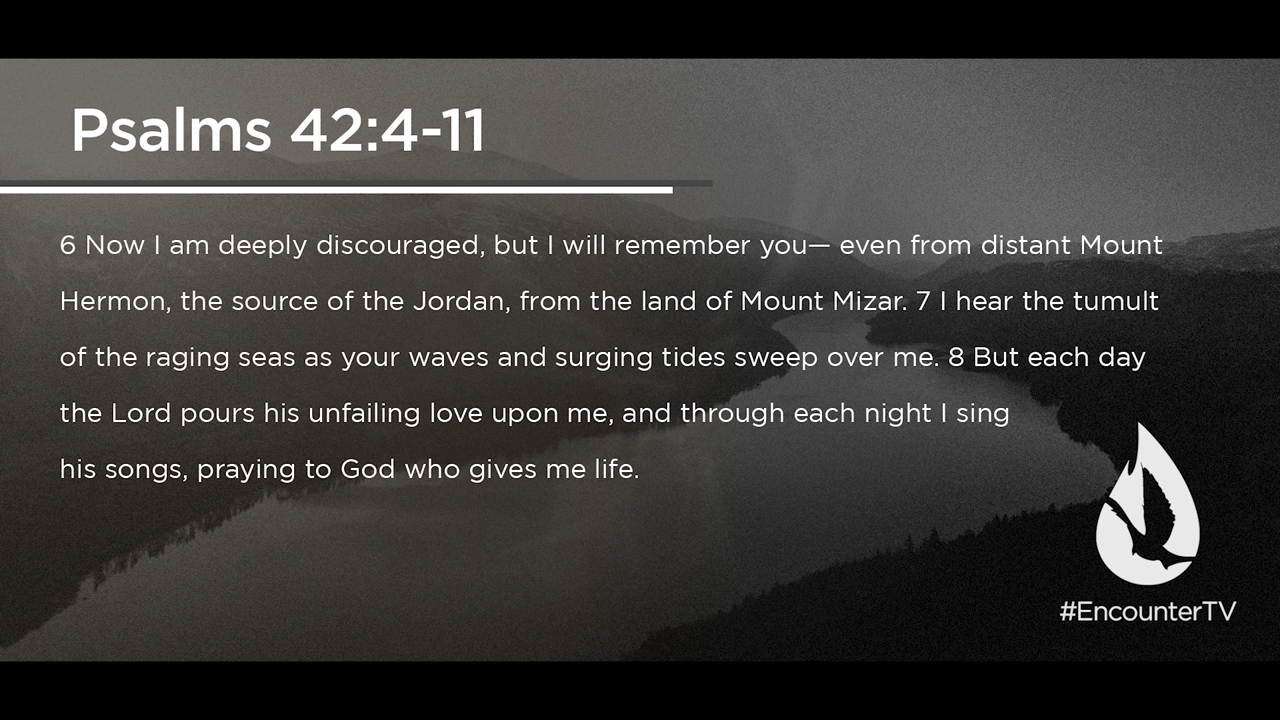 Psalms 42:4-11
6 Now I am deeply discouraged, but I will remember you— even from distant Mount
Hermon, the source of the Jordan, from the land of Mount Mizar. 7 I hear the tumult
of the raging seas as your waves and surging tides sweep over me. 8 But each day
the Lord pours his unfailing love upon me, and through each night I sing
his songs, praying to God who gives me life.
#EncounterTV